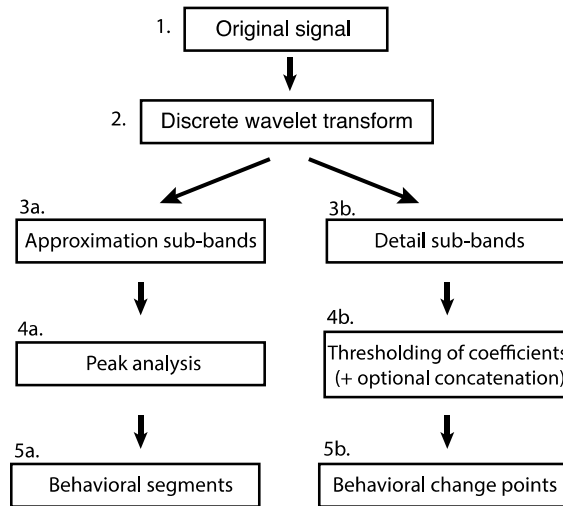 1.
Original signal
2.
Discrete wavelet transform
3a.
Approximation sub-bands
3b.
Detail sub-bands
4a.
Peak analysis
4b.
Thresholding of coefficients
(+ optional concatenation)
5a.
Behavioral segments
5b.
Behavioral change points